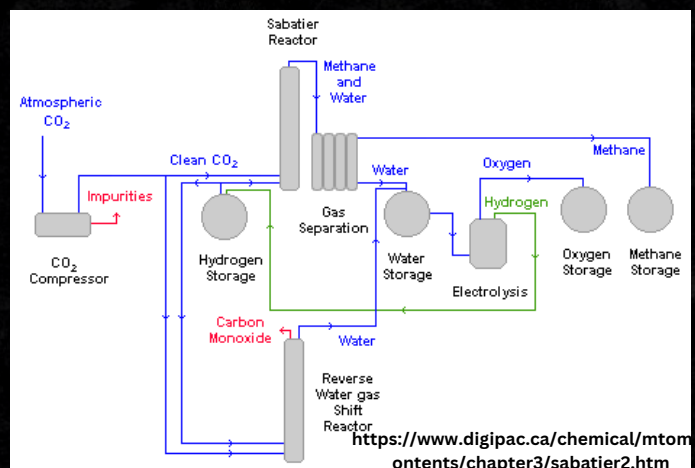 Sabatier
Reactor
Methane
and
Water
Atmospheric
CO₂
Clean CO₂
Impurities
CO₂
Compressor
Hydrogen
Storage
Gas
Separation
Water
Water
Storage
Oxygen
Hydrogen
Electrolysis
Methane
Oxygen
Storage
Methane
Storage
Carbon
Monoxide
Water
Reverse
Water gas
Shift
Reactor
https://www.digipac.ca/chemical/mtom
ontents/chapter3/sabatier2.htm